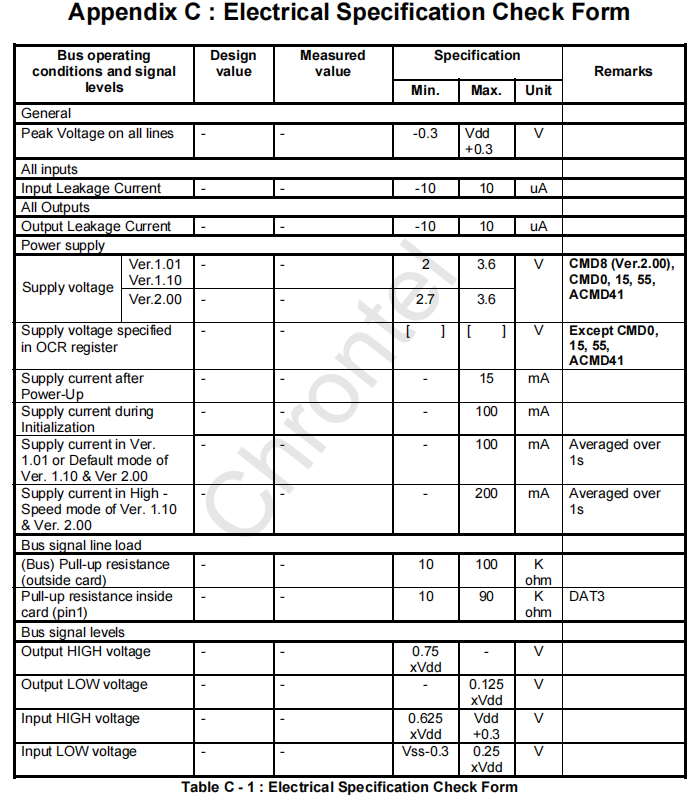 Appendix C : Electrical Specification Check Form
Bus operating conditions and signal levels Design value Measured value Specification Remarks
Min. Max. Unit
General
Peak Voltage on all lines - - -0.3 Vdd +0.3 V
All inputs
Input Leakage Current - - -10 10 uA
All Outputs
Output Leakage Current - - -10 10 uA
Power supply
Supply voltage Ver.1.01 Ver.1.10 - - 2 3.6 V CMD8 (Ver.2.00), CMD0, 15, 55, ACMD41
Ver.2.00 - - 2.7 3.6
Supply voltage specified in OCR register - - [ ] [ ] V Except CMD0, 15, 55, ACMD41
Supply current after Power-Up - - - 15 mA
Supply current during Initialization - - - 100 mA
Supply current in Ver. 1.01 or Default mode of Ver. 1.10 & Ver 2.00 - - - 100 mA Averaged over 1s
Supply current in High - Speed mode of Ver. 1.10 & Ver. 2.00 - - - 200 mA Averaged over 1s
Bus signal line load
(Bus) Pull-up resistance (outside card) - - 10 100 K ohm
Pull-up resistance inside card (pin1) - - 10 90 K ohm DAT3
Bus signal levels
Output HIGH voltage - - 0.75 xVdd - V
Output LOW voltage - - - 0.125 xVdd V
Input HIGH voltage - - 0.625 xVdd Vdd +0.3 V
Input LOW voltage - - Vss-0.3 0.25 xVdd V
Table C - 1 : Electrical Specification Check Form
Chrontel